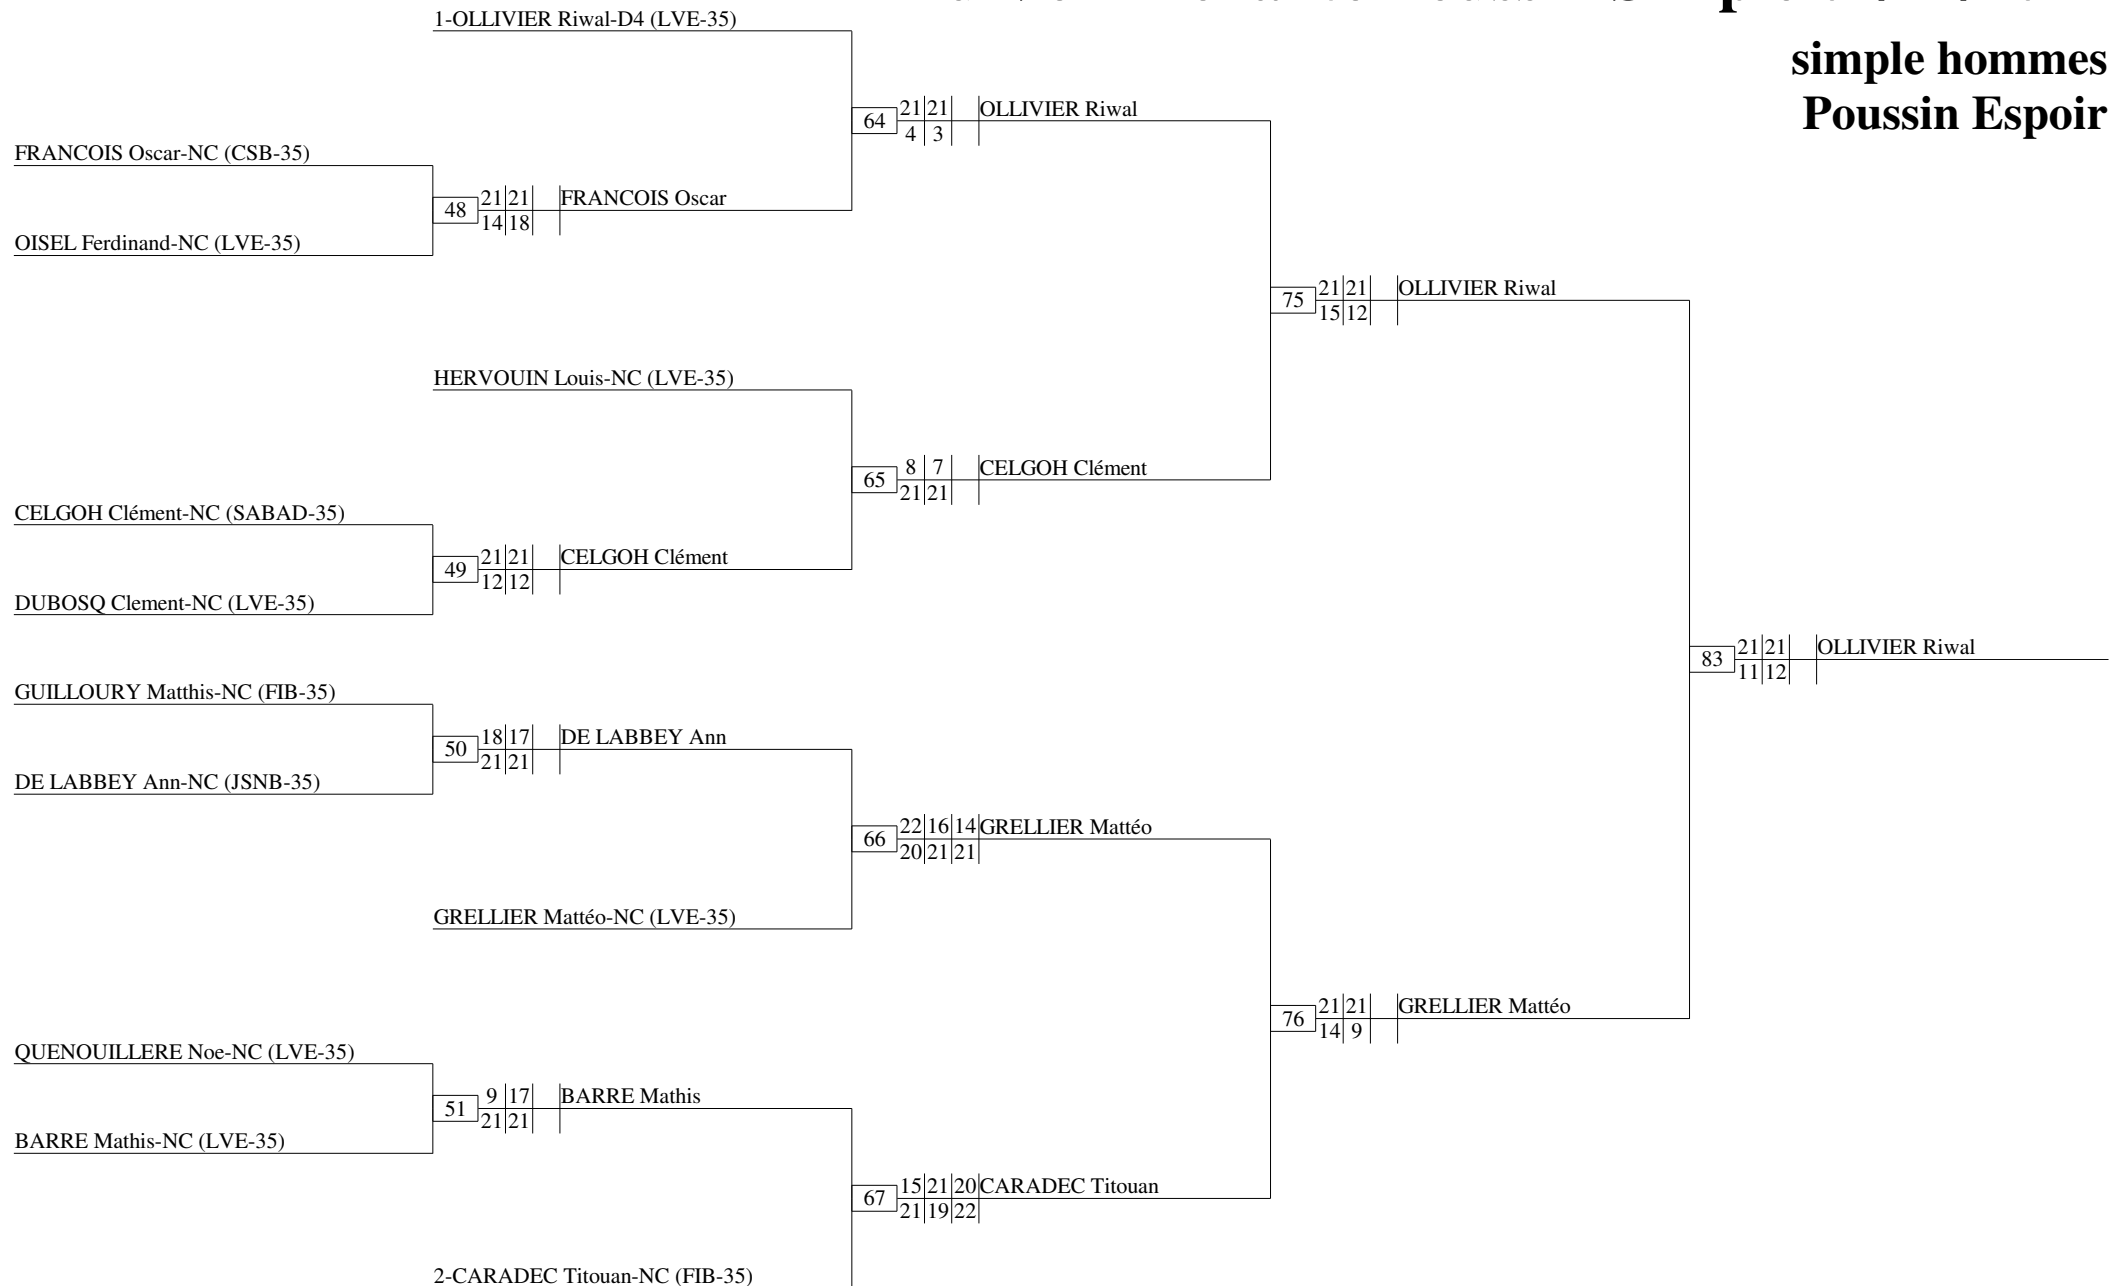 1-OLLIVIER Riwal-D4 (LVE-35)
simple hommes
Poussin Espoir
64
21 21
4 3
OLLIVIER Riwal
FRANCOIS Oscar-NC (CSB-35)
48
21 21
14 18
FRANCOIS Oscar
OISEL Ferdinand-NC (LVE-35)
75
21 21
15 12
OLLIVIER Riwal
HERVOUIN Louis-NC (LVE-35)
65
8 7
21 21
CELGOH Clément
CELGOH Clément-NC (SABAD-35)
49
21 21
12 12
CELGOH Clément
DUBOSQ Clement-NC (LVE-35)
83
21 21
11 12
OLLIVIER Riwal
GUILLOURY Matthis-NC (FIB-35)
50
18 17
21 21
DE LABBEY Ann
DE LABBEY Ann-NC (JSNB-35)
66
22 16 14
20 21 21
GRELLIER Mattéo
GRELLIER Mattéo-NC (LVE-35)
76
21 21
14 9
GRELLIER Mattéo
QUENOUILLERE Noe-NC (LVE-35)
51
9 17
21 21
BARRE Mathis
BARRE Mathis-NC (LVE-35)
67
15 21 20
21 19 22
CARADEC Titouan
2-CARADEC Titouan-NC (FIB-35)